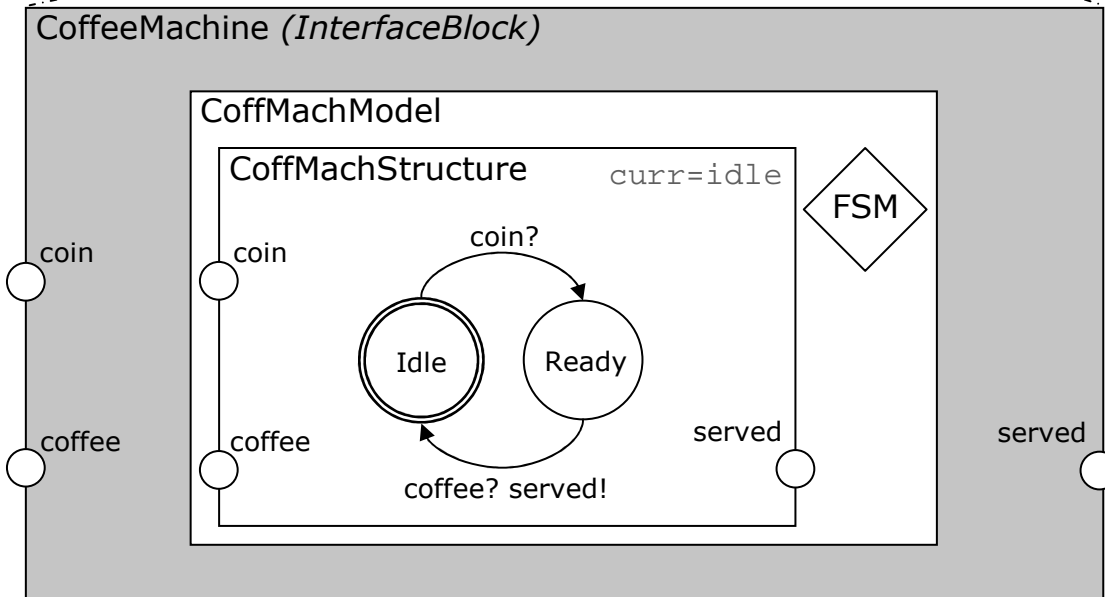 CoffeeMachine (InterfaceBlock)
CoffMachModel
CoffMachStructure
curr=idle
FSM
coin
coin
coin?
Idle
Ready
coffee
coffee
served
served
coffee? served!